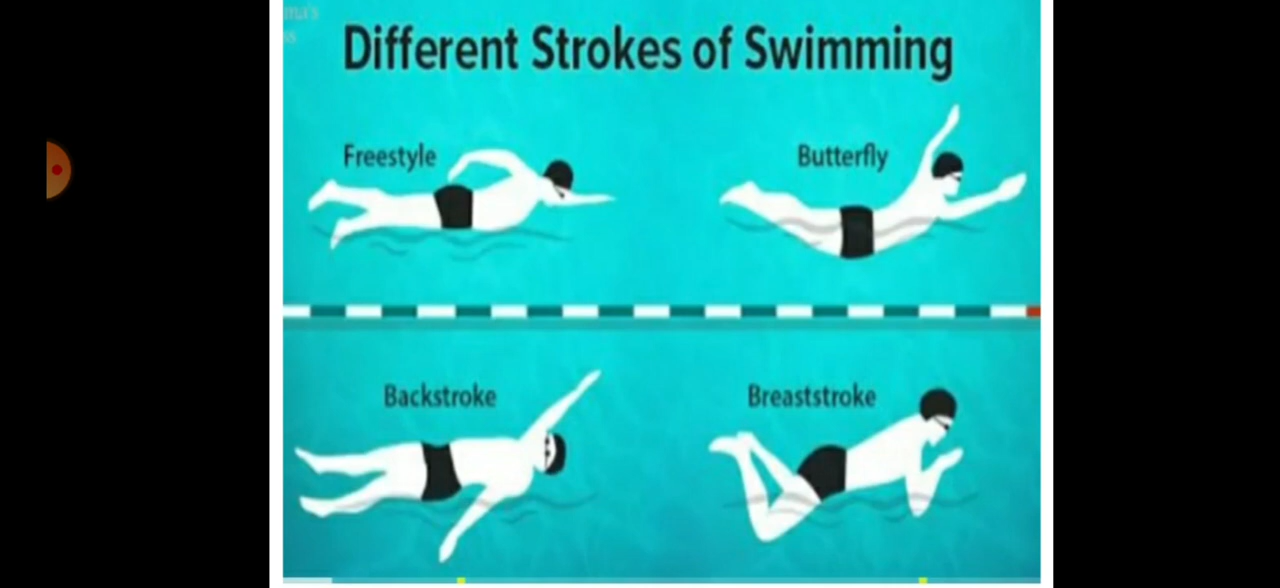 Different Strokes of Swimming
Freestyle
Butterfly
Backstroke
Breaststroke